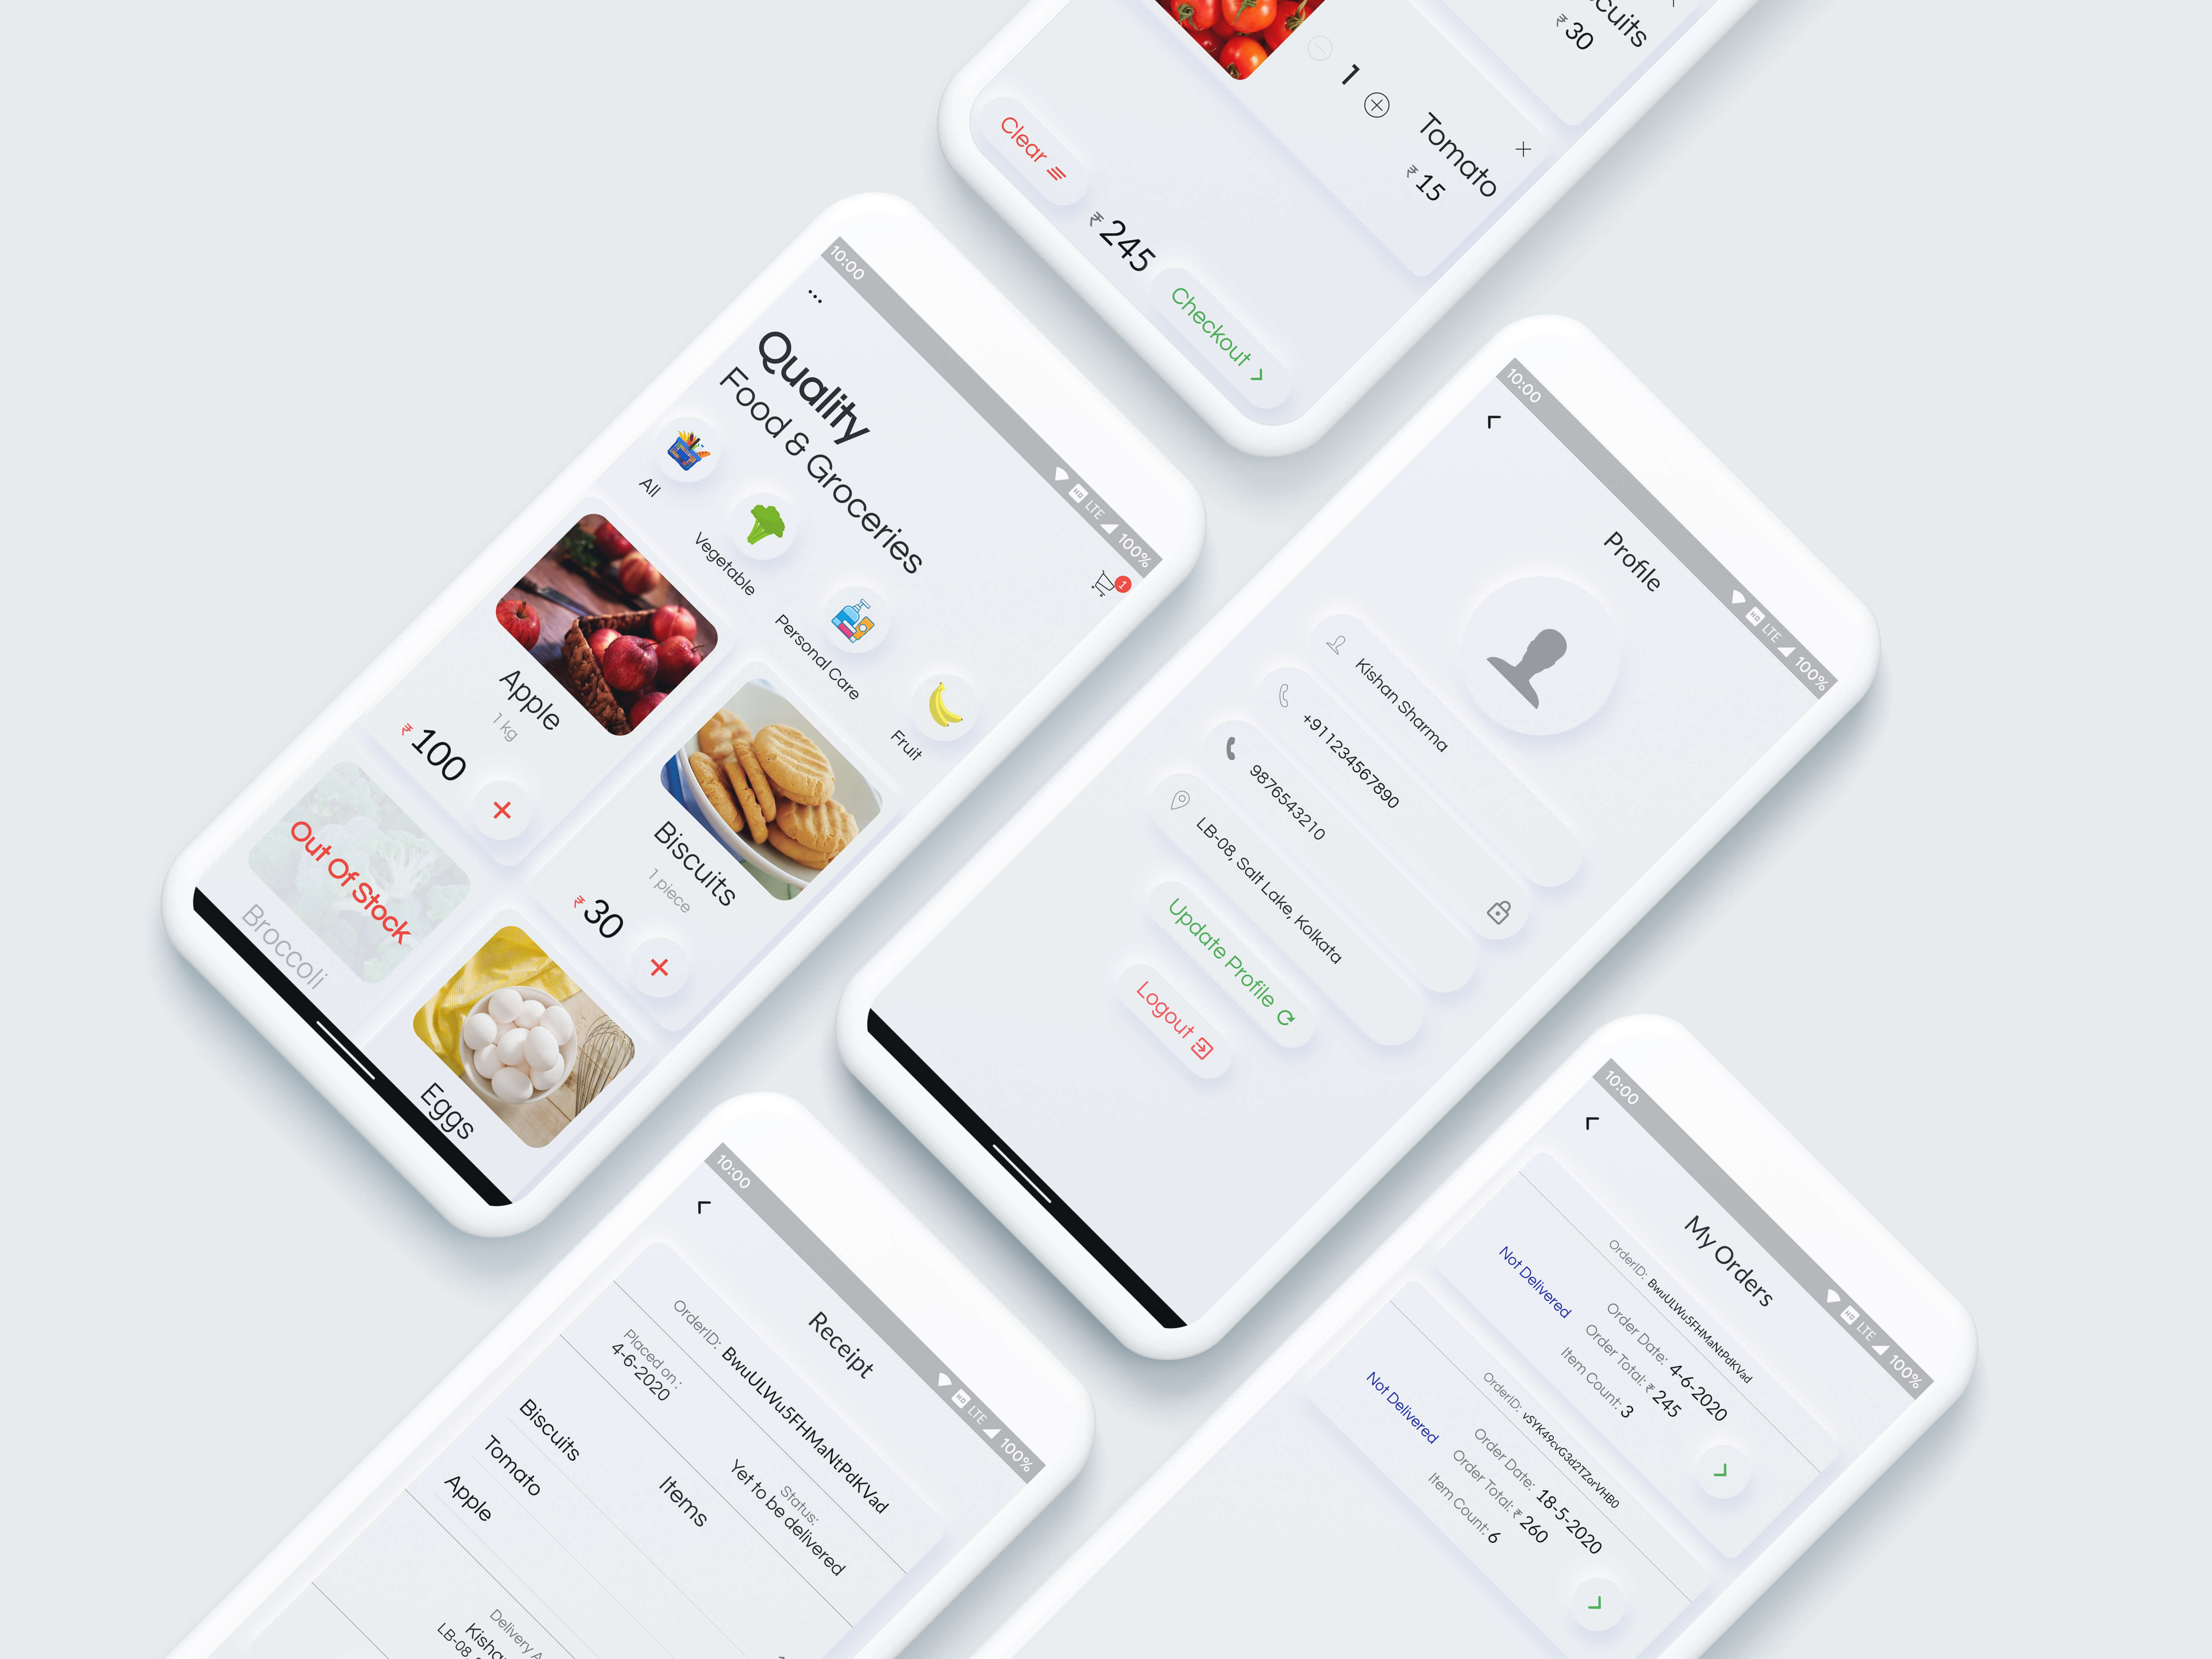 cuits
₹ 30
1
Tomato
₹ 15
Clear
₹ 245
Checkout
10:00
HD LTE 100%
Quality
Food & Groceries
1
All
Vegetable
Personal Care
Fruit
Apple
1 kg
₹ 100
Biscuits
1 piece
₹ 30
Out Of Stock
Broccoli
Eggs
10:00
HD LTE 100%
Profile
Kishan Sharma
+911234567890
9876543210
LB-08, Salt Lake, Kolkata
Update Profile
Logout
10:00
HD LTE 100%
Receipt
OrderID: BwuULWu5FHMaNtPdKVad
Placed on :
4-6-2020
Status:
Yet to be delivered
Items
Biscuits
Tomato
Apple
Delivery A
Kisha
LB-08,
10:00
HD LTE 100%
My Orders
OrderID: BwuULWu5FHMaNtPdKVad
Order Date: 4-6-2020
Order Total: ₹ 245
Item Count: 3
Not Delivered
OrderID: vSYK49cvG3d2TZorVHB0
Order Date: 18-5-2020
Order Total: ₹ 260
Item Count: 6
Not Delivered